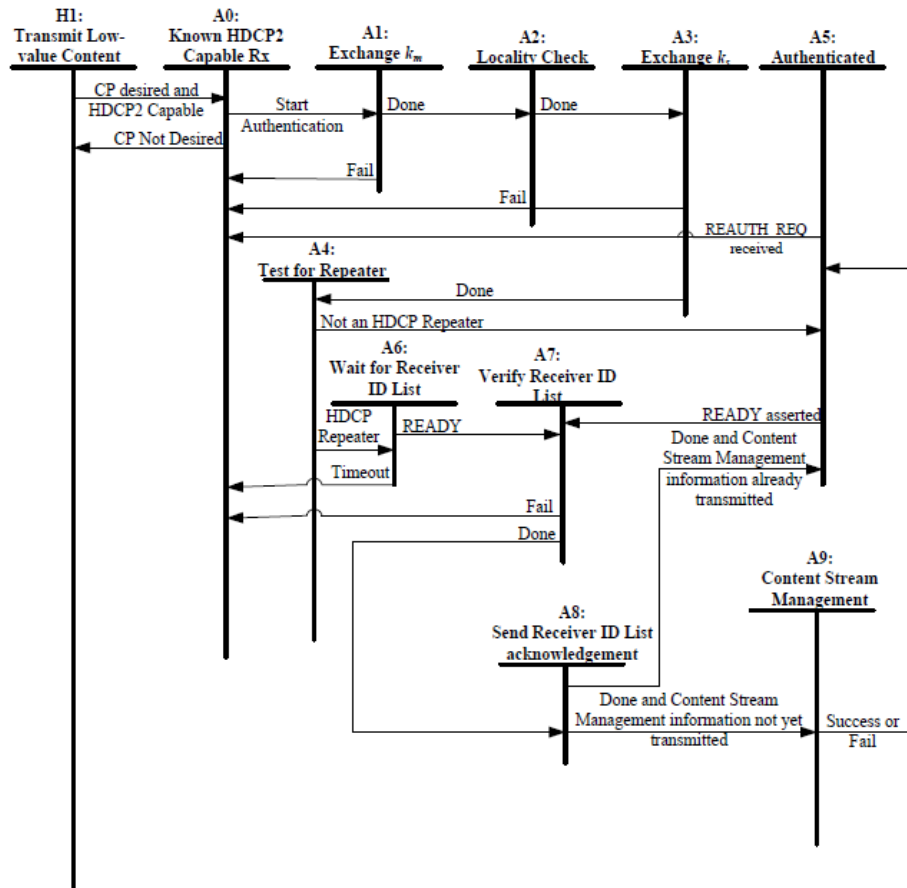 H1:
Transmit Low-
value Content
A0:
Known HDCP2
Capable Rx
A1:
Exchange km
A2:
Locality Check
A3:
Exchange ks
A5:
Authenticated
CP desired and
HDCP2 Capable
Start
Authentication
Done
Done
CP Not Desired
Fail
Fail
REAUTH_REQ
received
A4:
Test for Repeater
Done
Not an HDCP Repeater
A6:
Wait for Receiver
ID List
A7:
Verify Receiver ID
List
HDCP
Repeater
READY
READY asserted
Done and Content
Stream Management
information already
transmitted
Timeout
Fail
Done
A9:
Content Stream
Management
A8:
Send Receiver ID List
acknowledgement
Done and Content Stream
Management information not yet
transmitted
Success or
Fail